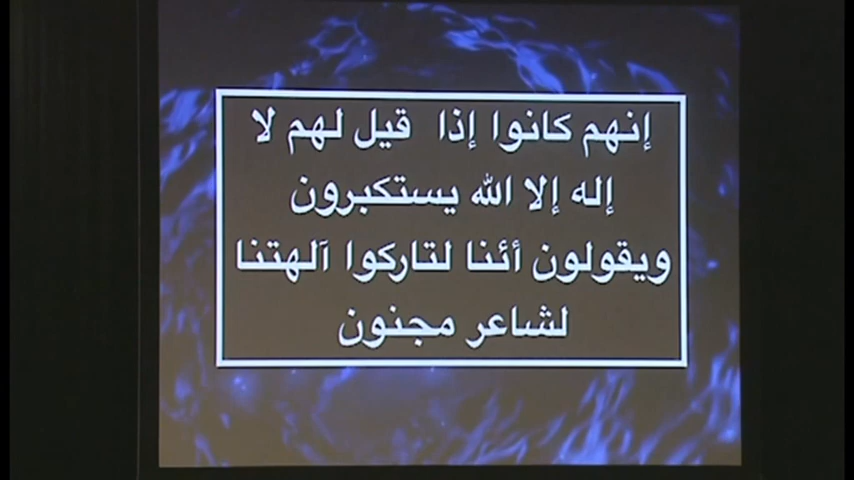 إنهم كانوا إذا قيل لهم لا
إله إلا الله يستكبرون
ويقولون أئنا لتاركوا آلهتنا
لشاعر مجنون